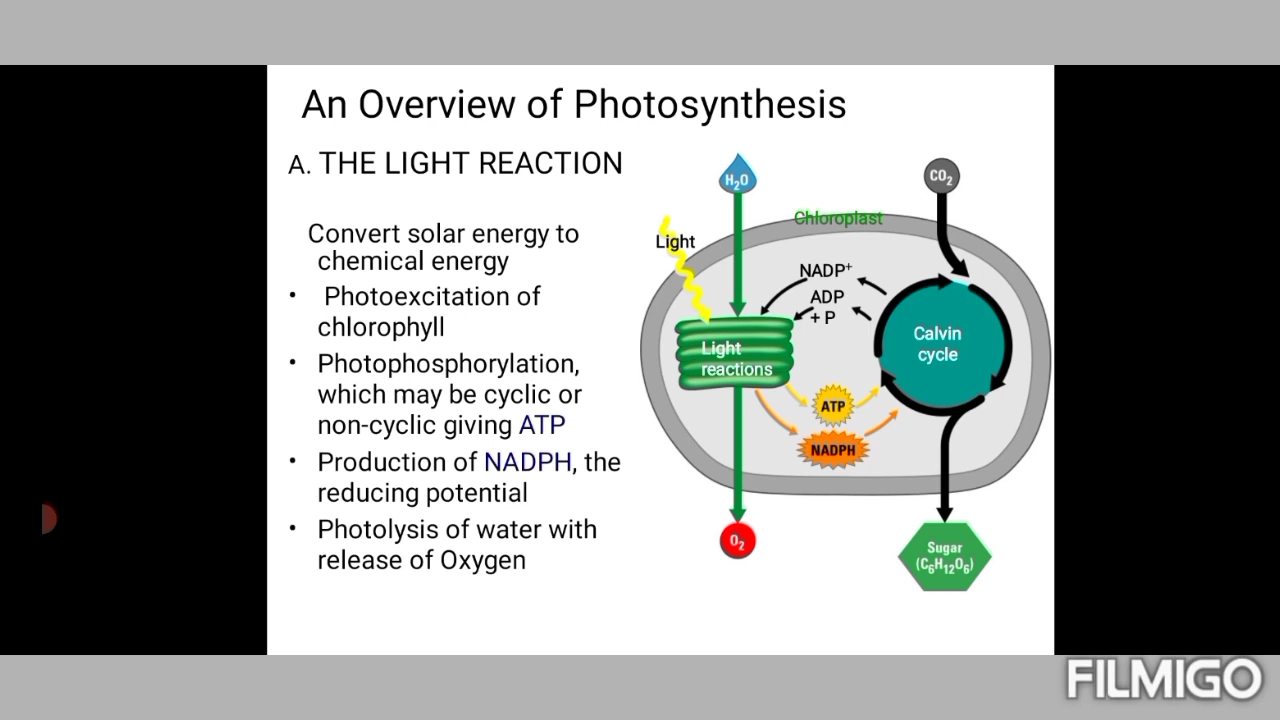 An Overview of Photosynthesis
A. THE LIGHT REACTION
Convert solar energy to
chemical energy
• Photoexcitation of
chlorophyll
• Photophosphorylation,
which may be cyclic or
non-cyclic giving ATP
• Production of NADPH, the
reducing potential
• Photolysis of water with
release of Oxygen
H₂O
CO₂
Chloroplast
Light
NADP⁺
ADP
+ P
Light
reactions
Calvin
cycle
ATP
NADPH
O₂
Sugar
(C₆H₁₂O₆)
FILMIGO